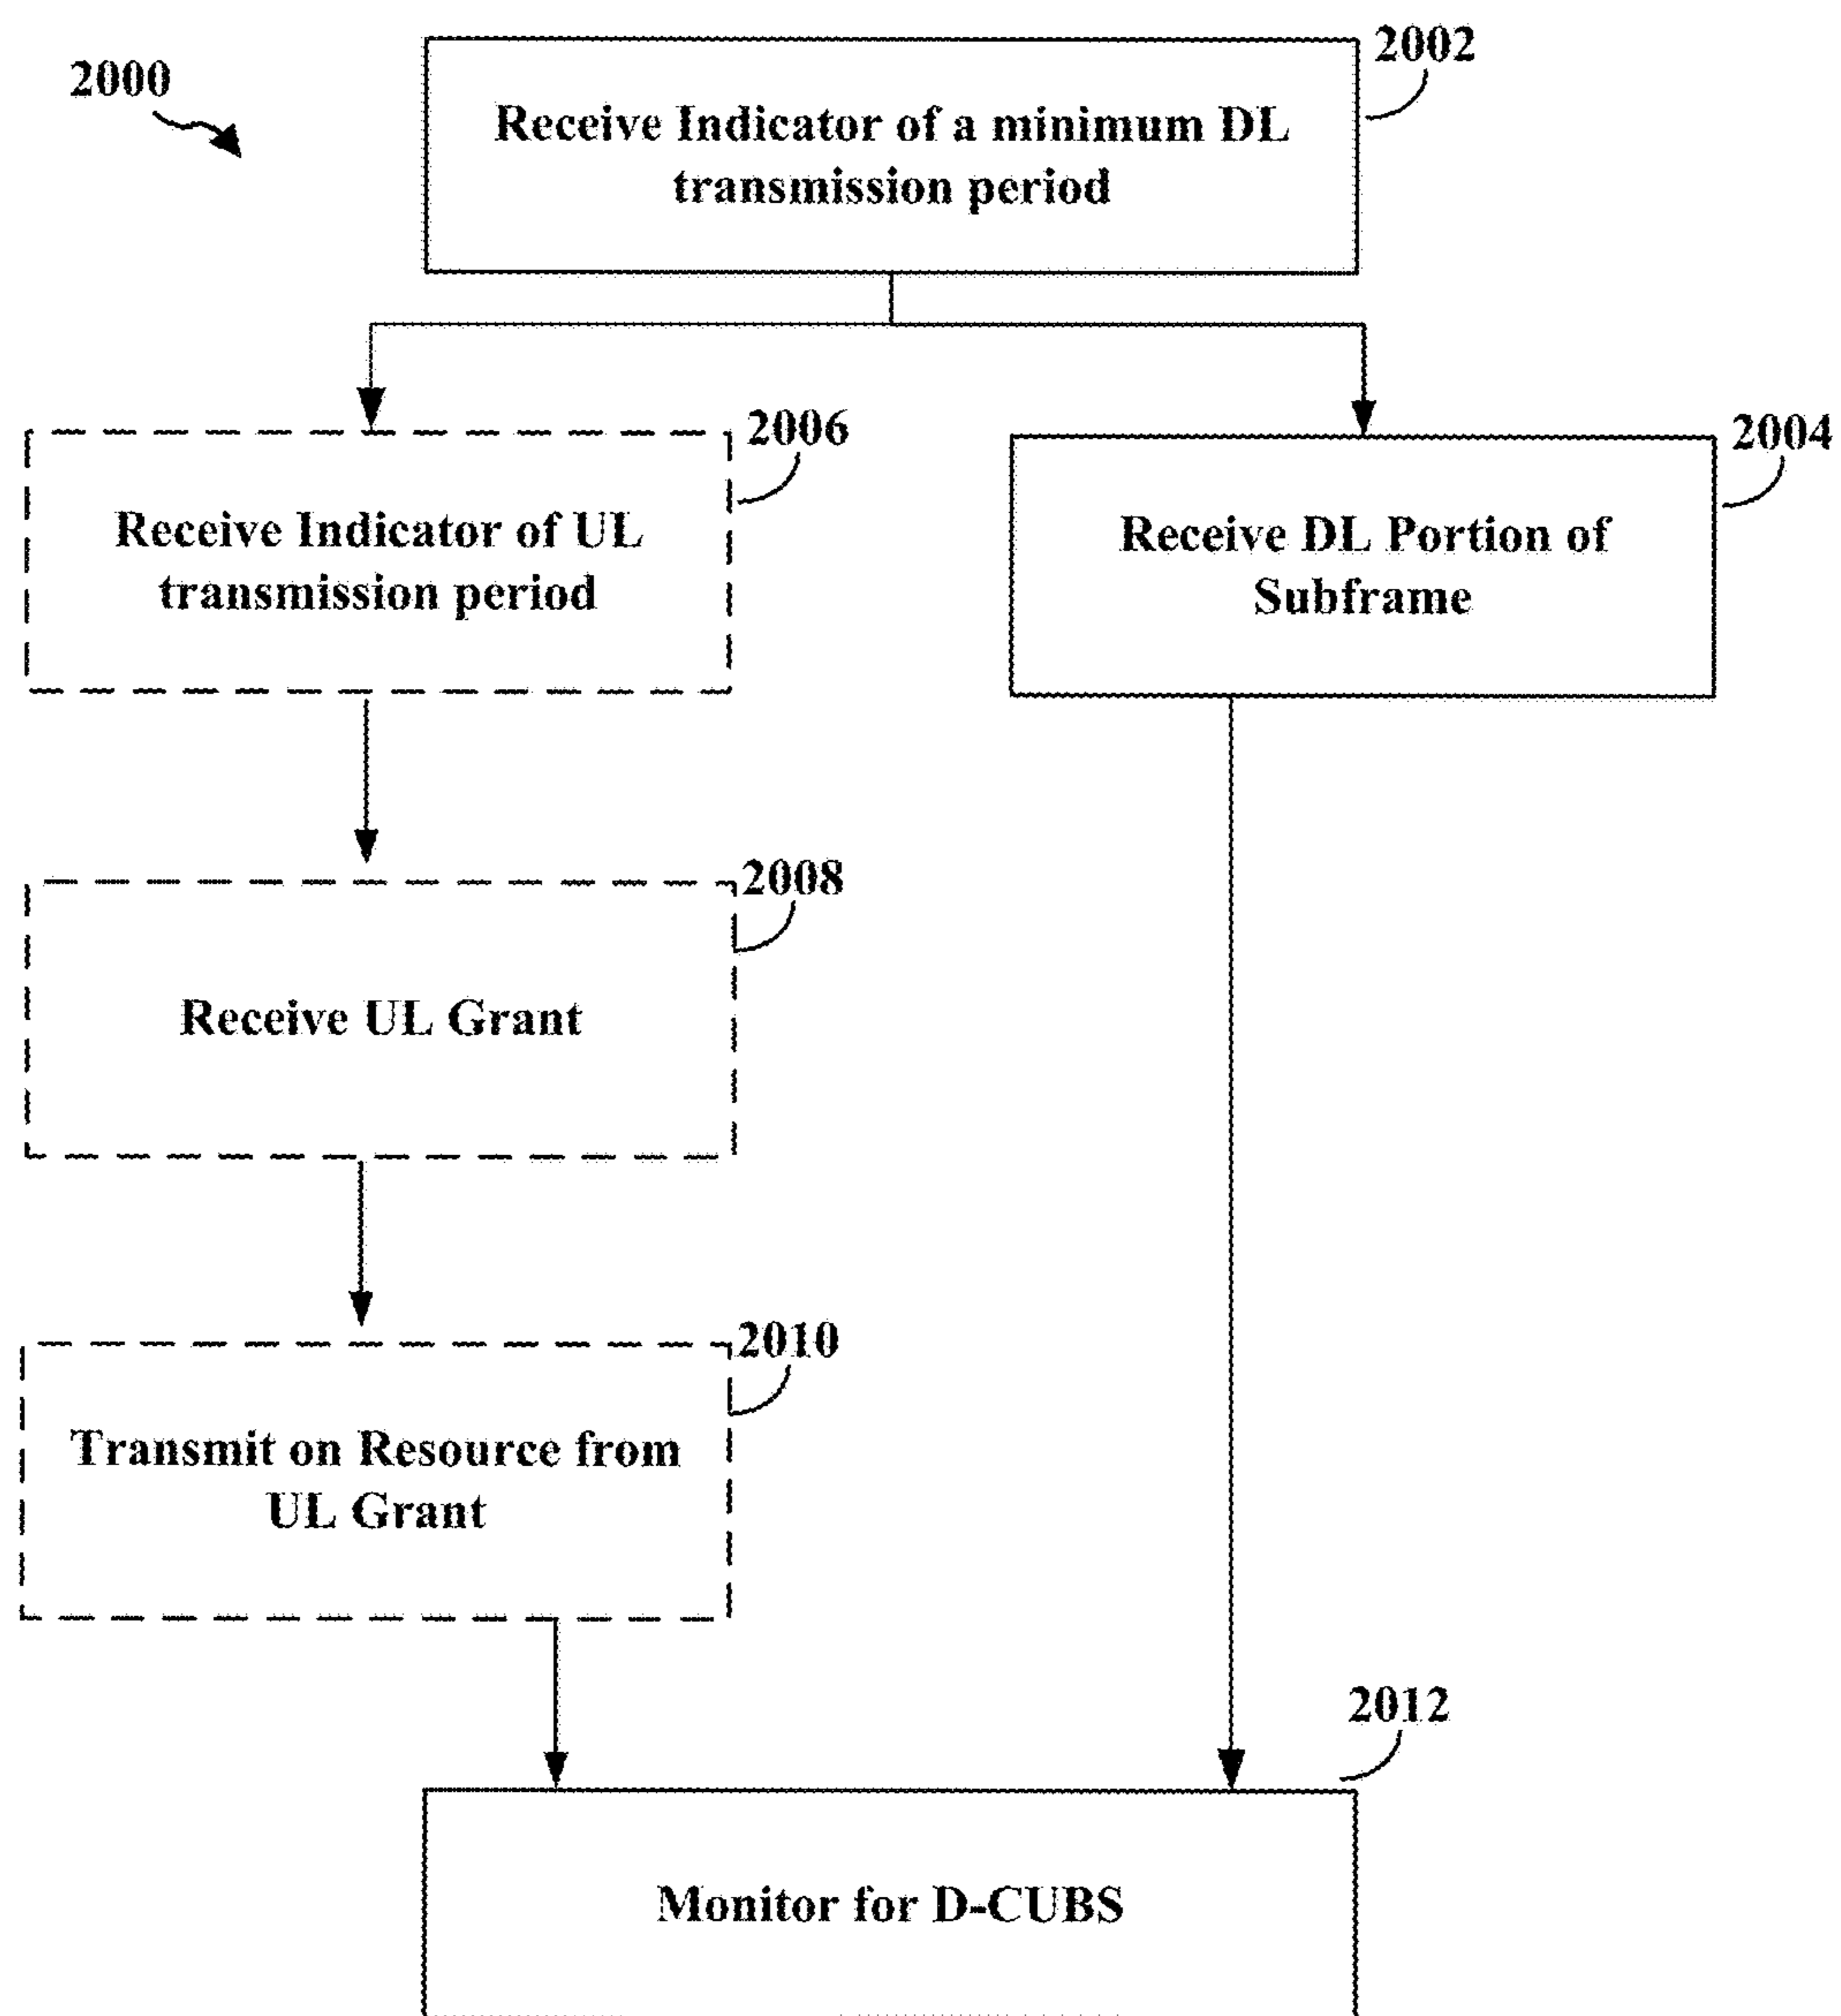 2000
2002
Receive Indicator of a minimum DL
transmission period
2006
Receive Indicator of UL
transmission period
2004
Receive DL Portion of
Subframe
2008
Receive UL Grant
2010
Transmit on Resource from
UL Grant
2012
Monitor for D-CUBS